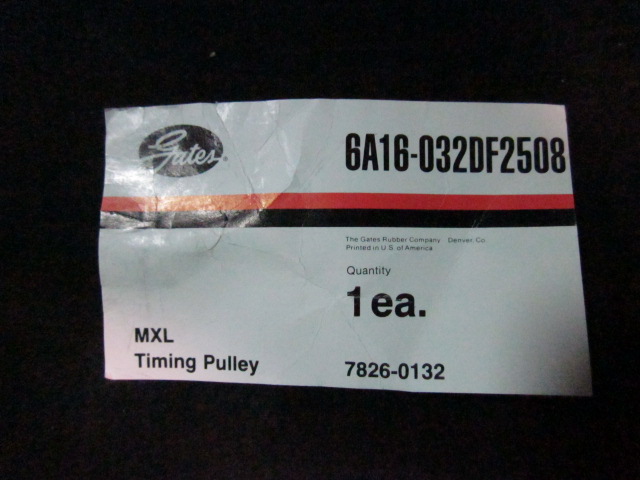 Gates®
6A16-032DF2508
The Gates Rubber Company Denver, Co
Printed in U.S. of America
Quantity
1 ea.
MXL
Timing Pulley
7826-0132